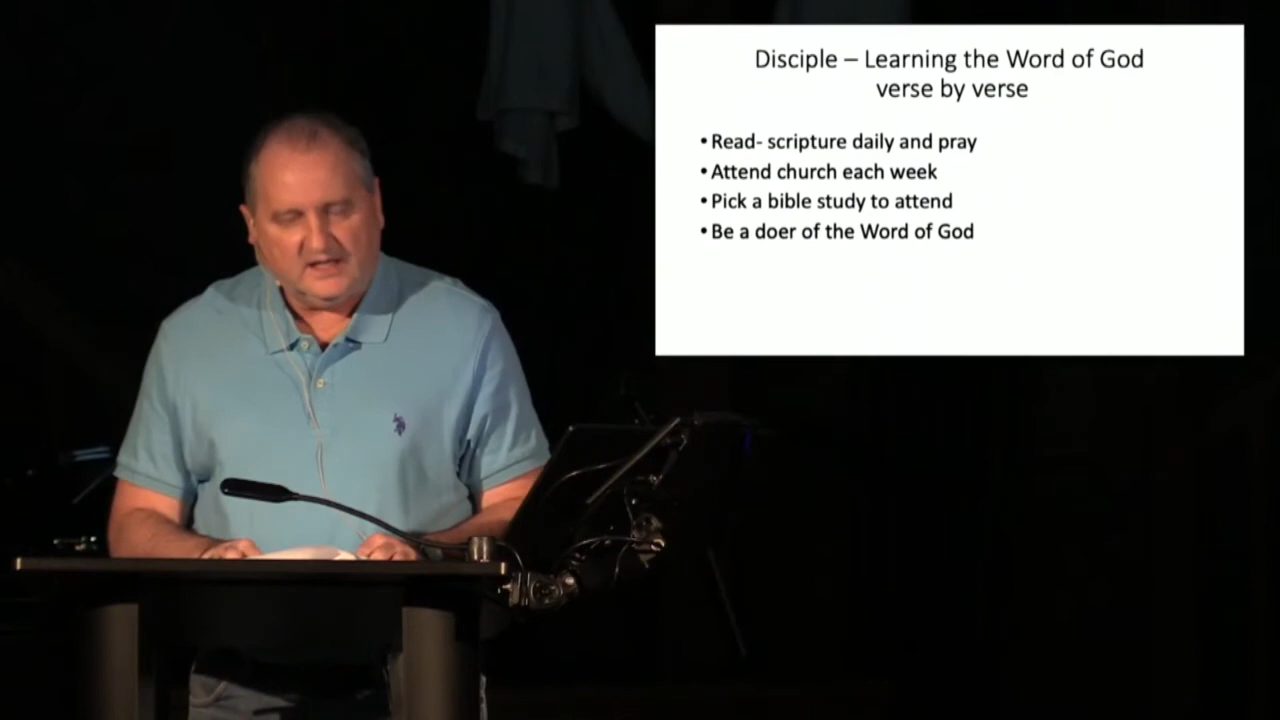 Disciple – Learning the Word of God
verse by verse
• Read- scripture daily and pray
• Attend church each week
• Pick a bible study to attend
• Be a doer of the Word of God